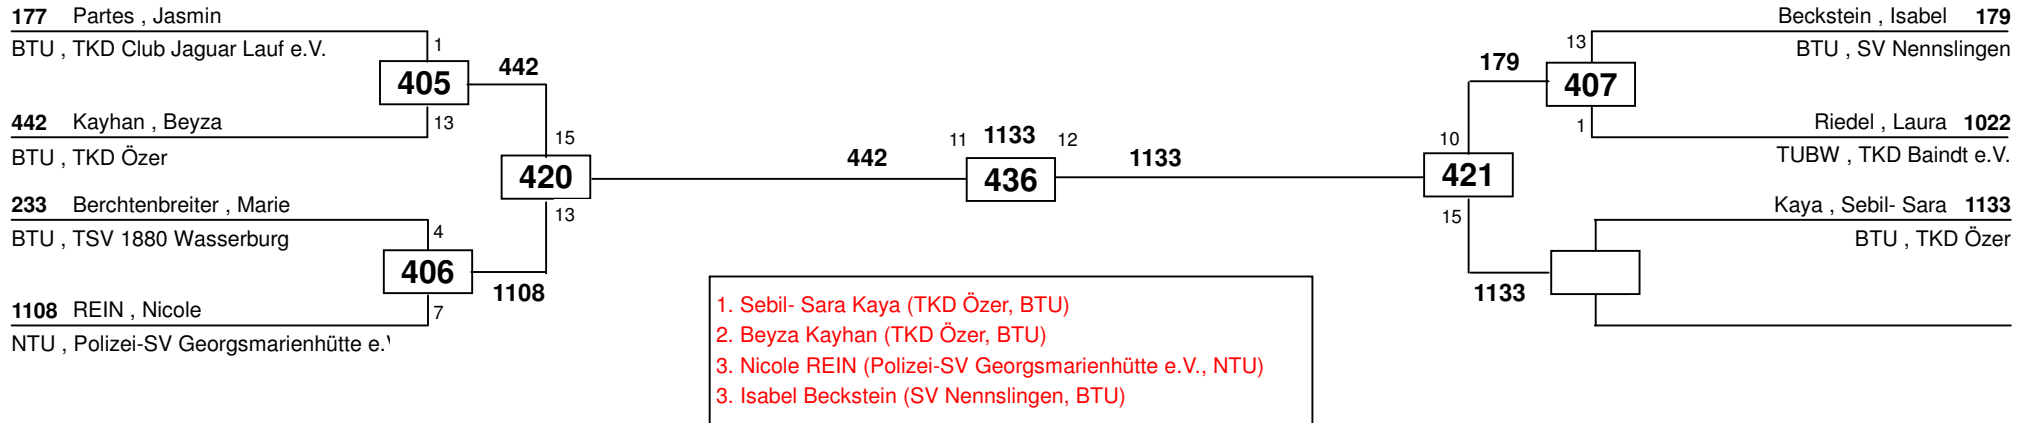 177 Partes , Jasmin
BTU , TKD Club Jaguar Lauf e.V.
1
405
442
13
442 Kayhan , Beyza
BTU , TKD Özer
15
420
13
233 Berchtenbreiter , Marie
BTU , TSV 1880 Wasserburg
4
406
1108
7
1108 REIN , Nicole
NTU , Polizei-SV Georgsmarienhütte e.
442
11 1133 12
436
1133
Beckstein , Isabel 179
BTU , SV Nennslingen
13
179
407
1
Riedel , Laura 1022
TUBW , TKD Baindt e.V.
10
421
15
Kaya , Sebil- Sara 1133
BTU , TKD Özer
1133
1. Sebil- Sara Kaya (TKD Özer, BTU)
2. Beyza Kayhan (TKD Özer, BTU)
3. Nicole REIN (Polizei-SV Georgsmarienhütte e.V., NTU)
3. Isabel Beckstein (SV Nennslingen, BTU)